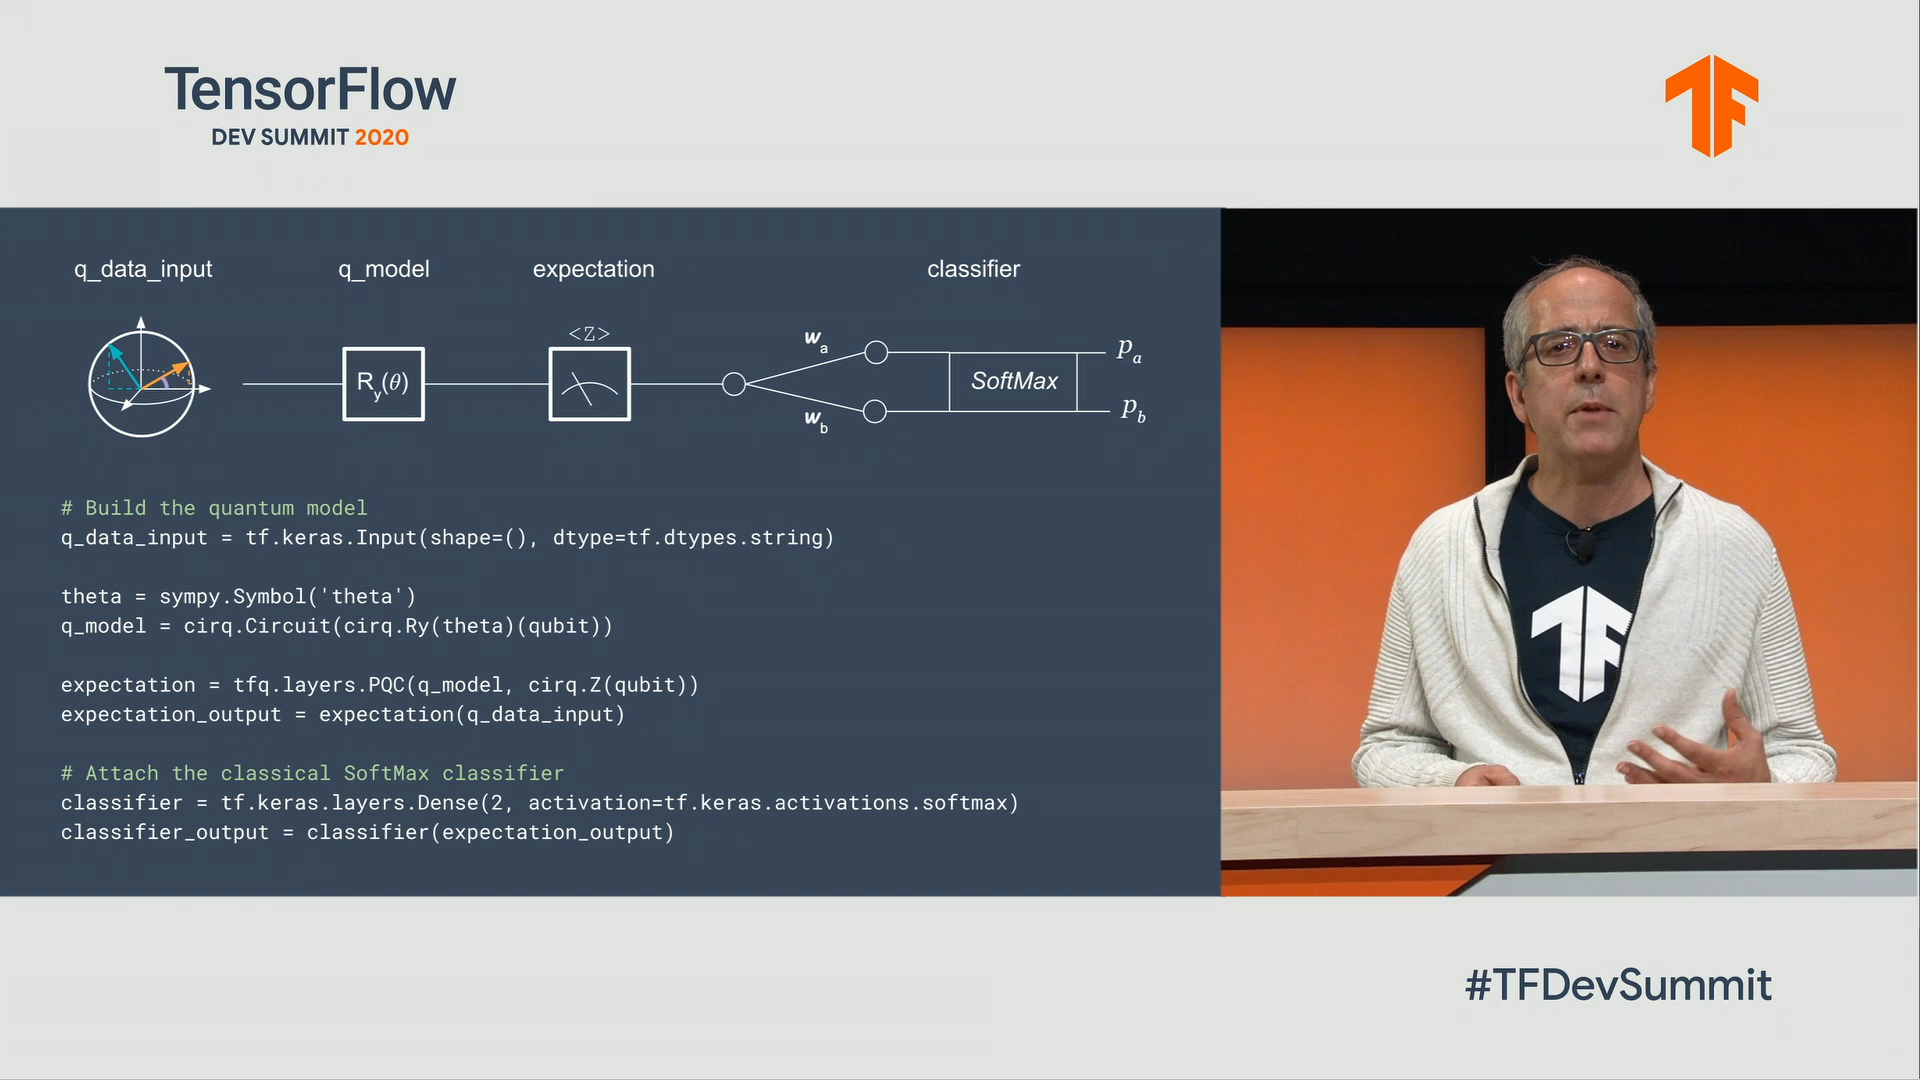 TensorFlow
DEV SUMMIT 2020
q_data_input q_model expectation classifier
<Z>
R_y(θ)
w_a
w_b
SoftMax
p_a
p_b
# Build the quantum model
q_data_input = tf.keras.Input(shape=(), dtype=tf.dtypes.string)
theta = sympy.Symbol('theta')
q_model = cirq.Circuit(cirq.Ry(theta)(qubit))
expectation = tfq.layers.PQC(q_model, cirq.Z(qubit))
expectation_output = expectation(q_data_input)
# Attach the classical SoftMax classifier
classifier = tf.keras.layers.Dense(2, activation=tf.keras.activations.softmax)
classifier_output = classifier(expectation_output)
#TFDevSummit